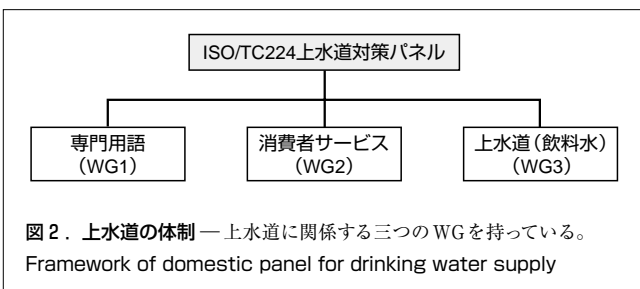 ISO/TC224上水道対策パネル
専門用語
（WG1）
消費者サービス
（WG2）
上水道（飲料水）
（WG3）
図2．上水道の体制 — 上水道に関係する三つのWGを持っている。
Framework of domestic panel for drinking water supply